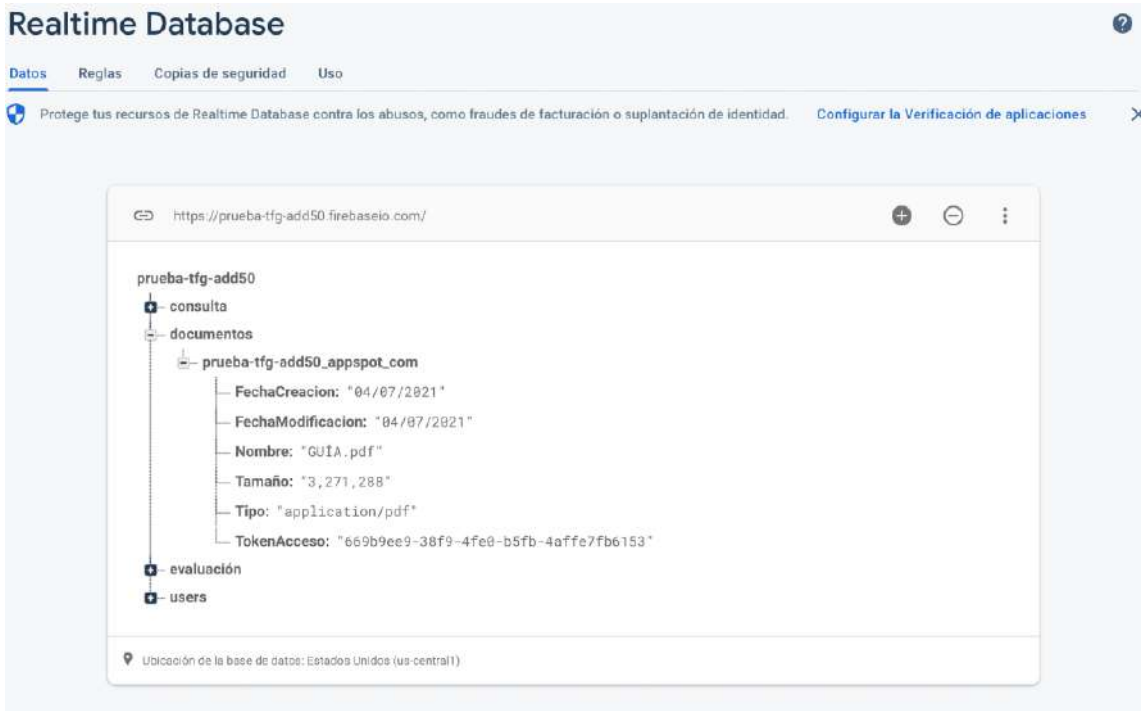 Realtime Database
Datos Reglas Copias de seguridad Uso
Protege tus recursos de Realtime Database contra los abusos, como fraudes de facturación o suplantación de identidad. Configurar la Verificación de aplicaciones
https://prueba-tfg-add50.firebaseio.com/
prueba-tfg-add50
consulta
documentos
prueba-tfg-add50_appspot_com
FechaCreacion: "04/07/2021"
FechaModificacion: "04/07/2021"
Nombre: "GUÍA.pdf"
Tamaño: "3,271,288"
Tipo: "application/pdf"
TokenAcceso: "669b9ee9-38f9-4fe0-b5fb-4affe7fb6153"
evaluación
users
Ubicación de la base de datos: Estados Unidos (us-central1)